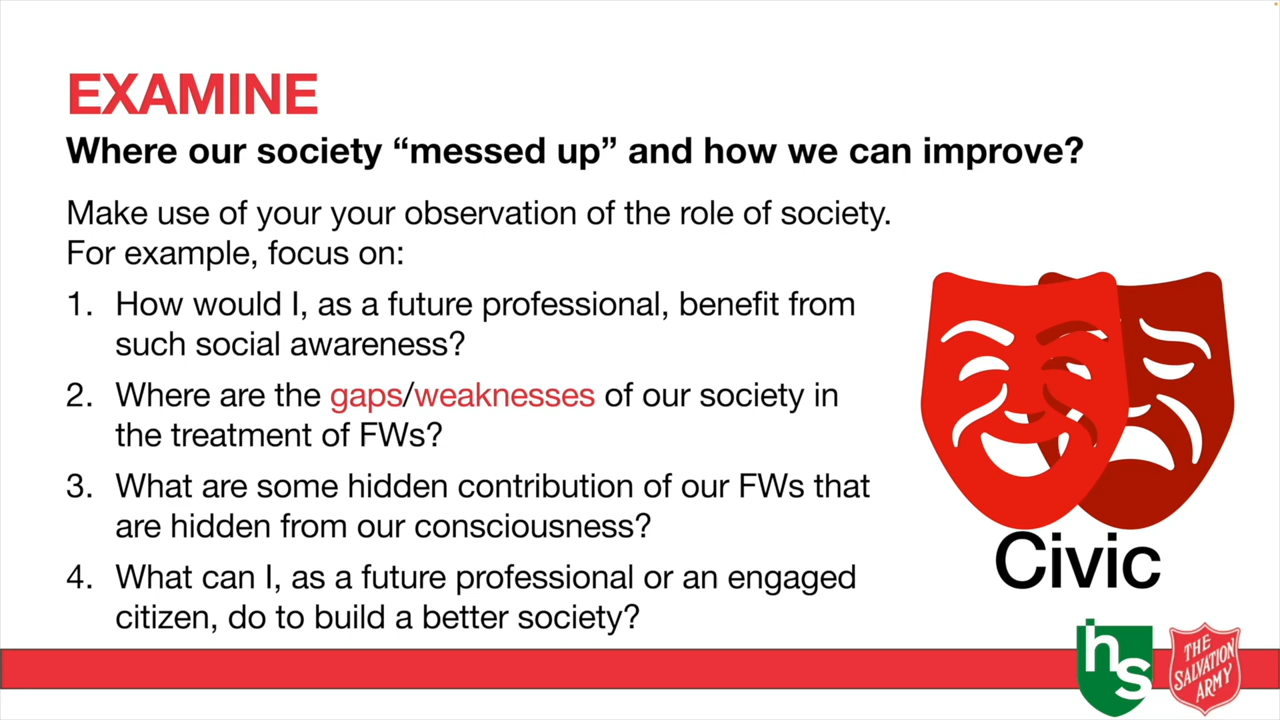 EXAMINE
Where our society “messed up” and how we can improve?
Make use of your your observation of the role of society.
For example, focus on:
1. How would I, as a future professional, benefit from
such social awareness?
2. Where are the gaps/weaknesses of our society in
the treatment of FWs?
3. What are some hidden contribution of our FWs that
are hidden from our consciousness?
4. What can I, as a future professional or an engaged
citizen, do to build a better society?
Civic
hs
THE
SALVATION
ARMY